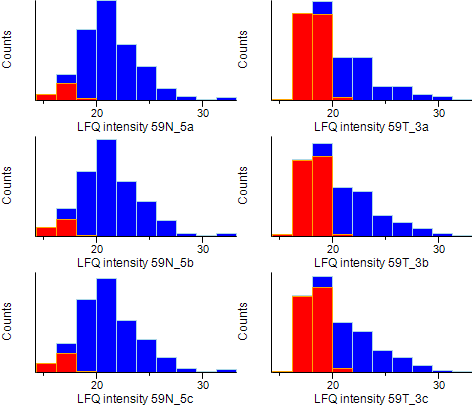 Counts
20 30
LFQ intensity 59N_5a
Counts
20 30
LFQ intensity 59T_3a
Counts
20 30
LFQ intensity 59N_5b
Counts
20 30
LFQ intensity 59T_3b
Counts
20 30
LFQ intensity 59N_5c
Counts
20 30
LFQ intensity 59T_3c